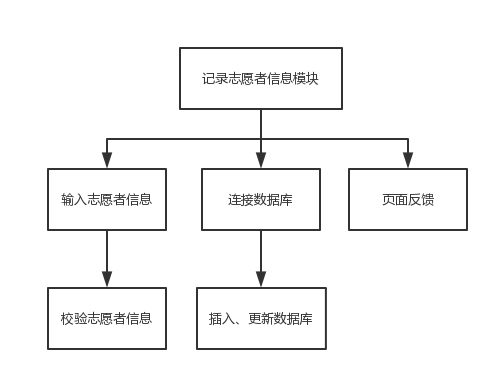 记录志愿者信息模块
输入志愿者信息
连接数据库
页面反馈
校验志愿者信息
插入、更新数据库